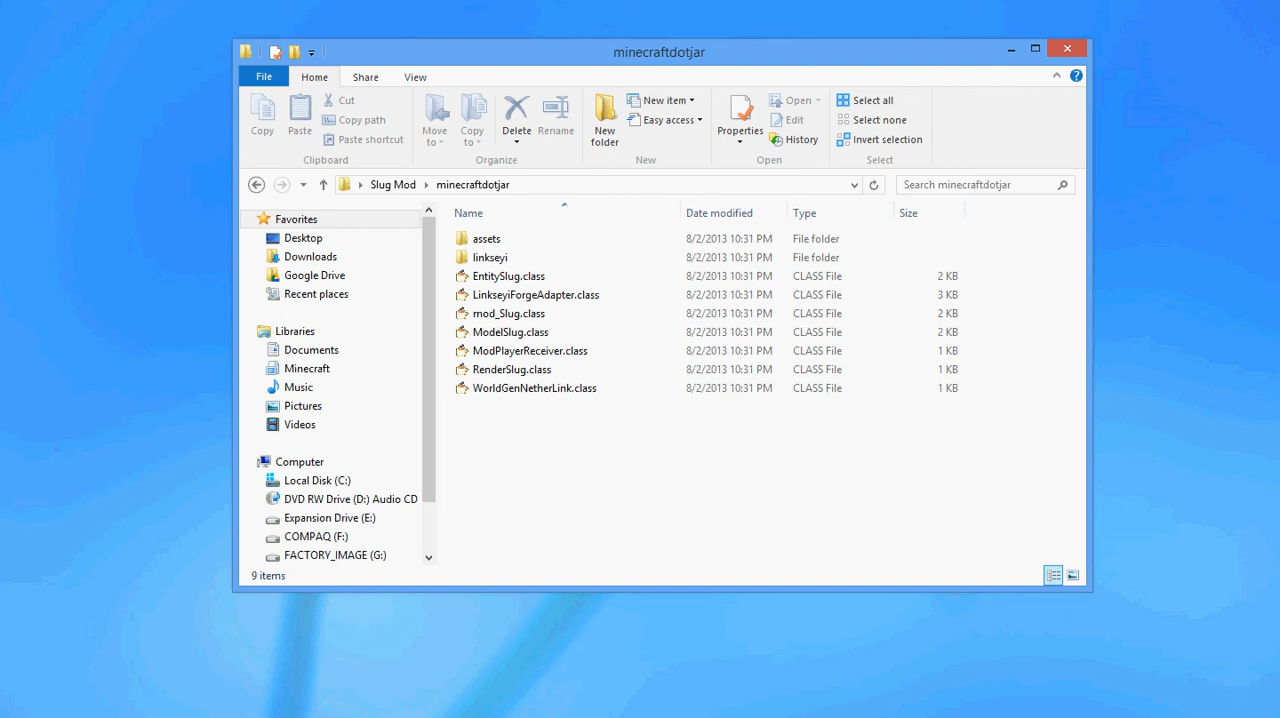 minecraftdotjar
File Home Share View
Copy Paste Cut Copy path Paste shortcut Move to Copy to Delete Rename New folder New item Easy access Properties Open Edit History Select all Select none Invert selection
Clipboard Organize New Open Select
Slug Mod minecraftdotjar Search minecraftdotjar
Favorites
Desktop
Downloads
Google Drive
Recent places
Libraries
Documents
Minecraft
Music
Pictures
Videos
Computer
Local Disk (C:)
DVD RW Drive (D:) Audio CD
Expansion Drive (E:)
COMPAQ (F:)
FACTORY_IMAGE (G:)
Name Date modified Type Size
assets 8/2/2013 10:31 PM File folder
linkseyi 8/2/2013 10:31 PM File folder
EntitySlug.class 8/2/2013 10:31 PM CLASS File 2 KB
LinkseyiForgeAdapter.class 8/2/2013 10:31 PM CLASS File 3 KB
mod_Slug.class 8/2/2013 10:31 PM CLASS File 2 KB
ModelSlug.class 8/2/2013 10:31 PM CLASS File 2 KB
ModPlayerReceiver.class 8/2/2013 10:31 PM CLASS File 1 KB
RenderSlug.class 8/2/2013 10:31 PM CLASS File 1 KB
WorldGenNetherLink.class 8/2/2013 10:31 PM CLASS File 1 KB
9 items